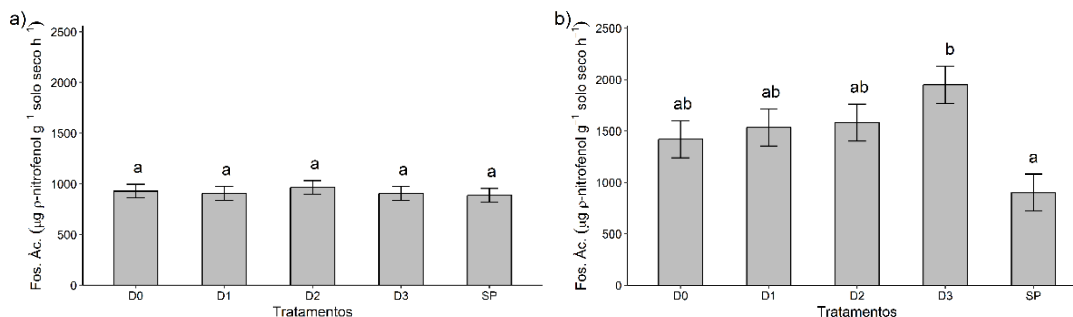 a)
Fos. Ác. (µg ρ-nitrofenol g⁻¹ solo seco h⁻¹)
2500
2000
1500
1000
500
0
a
a
a
a
a
D0
D1
D2
D3
SP
Tratamentos
b)
Fos. Ác. (µg ρ-nitrofenol g⁻¹ solo seco h⁻¹)
2500
2000
1500
1000
500
0
ab
ab
ab
b
a
D0
D1
D2
D3
SP
Tratamentos